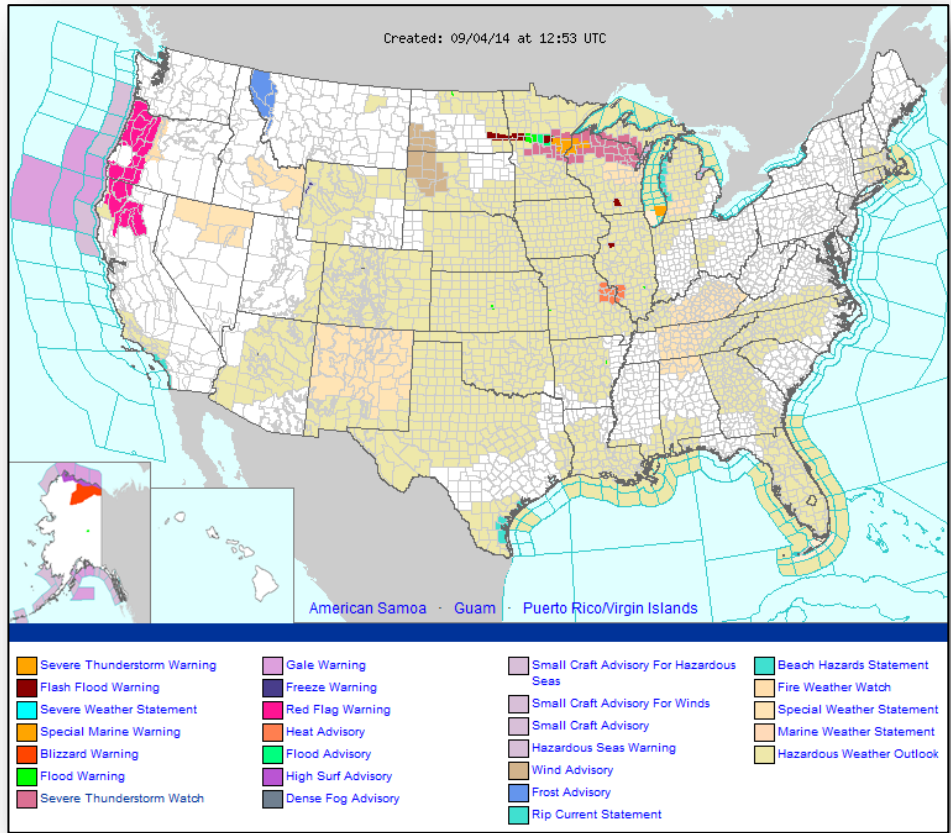 Created: 09/04/14 at 12:53 UTC
American Samoa · Guam · Puerto Rico/Virgin Islands
Severe Thunderstorm Warning
Flash Flood Warning
Severe Weather Statement
Special Marine Warning
Blizzard Warning
Flood Warning
Severe Thunderstorm Watch
Gale Warning
Freeze Warning
Red Flag Warning
Heat Advisory
Flood Advisory
High Surf Advisory
Dense Fog Advisory
Small Craft Advisory For Hazardous
Seas
Small Craft Advisory For Winds
Small Craft Advisory
Hazardous Seas Warning
Wind Advisory
Frost Advisory
Rip Current Statement
Beach Hazards Statement
Fire Weather Watch
Special Weather Statement
Marine Weather Statement
Hazardous Weather Outlook